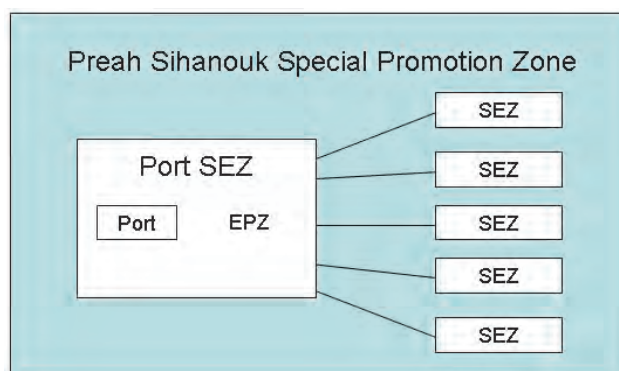 Preah Sihanouk Special Promotion Zone
Port SEZ
Port
EPZ
SEZ
SEZ
SEZ
SEZ
SEZ